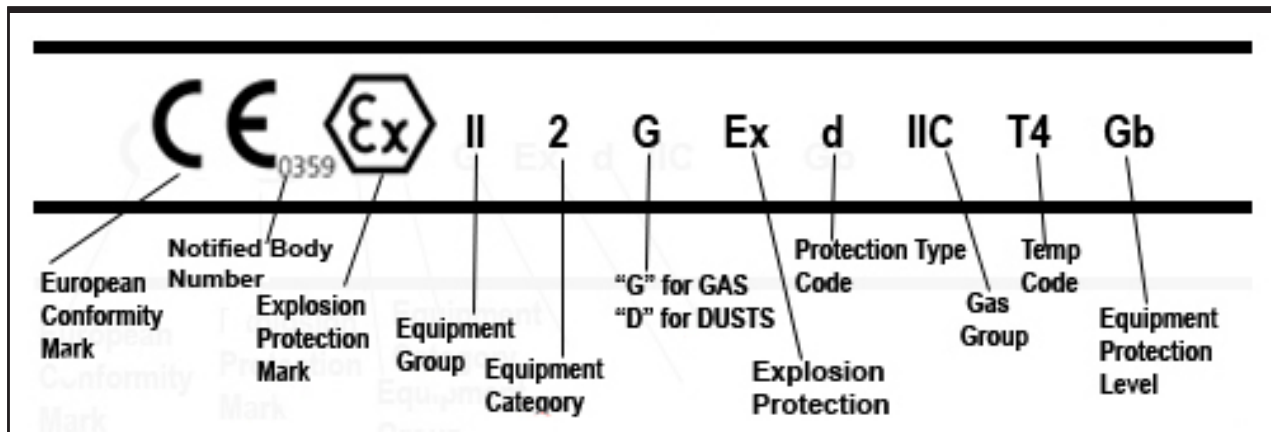 CE 0359 Ex II 2 G Ex d IIC T4 Gb
European
Conformity
Mark
Notified Body
Number
Explosion
Protection
Mark
Equipment
Group
Equipment
Category
“G” for GAS
“D” for DUSTS
Explosion
Protection
Protection Type
Code
Gas
Group
Temp
Code
Equipment
Protection
Level